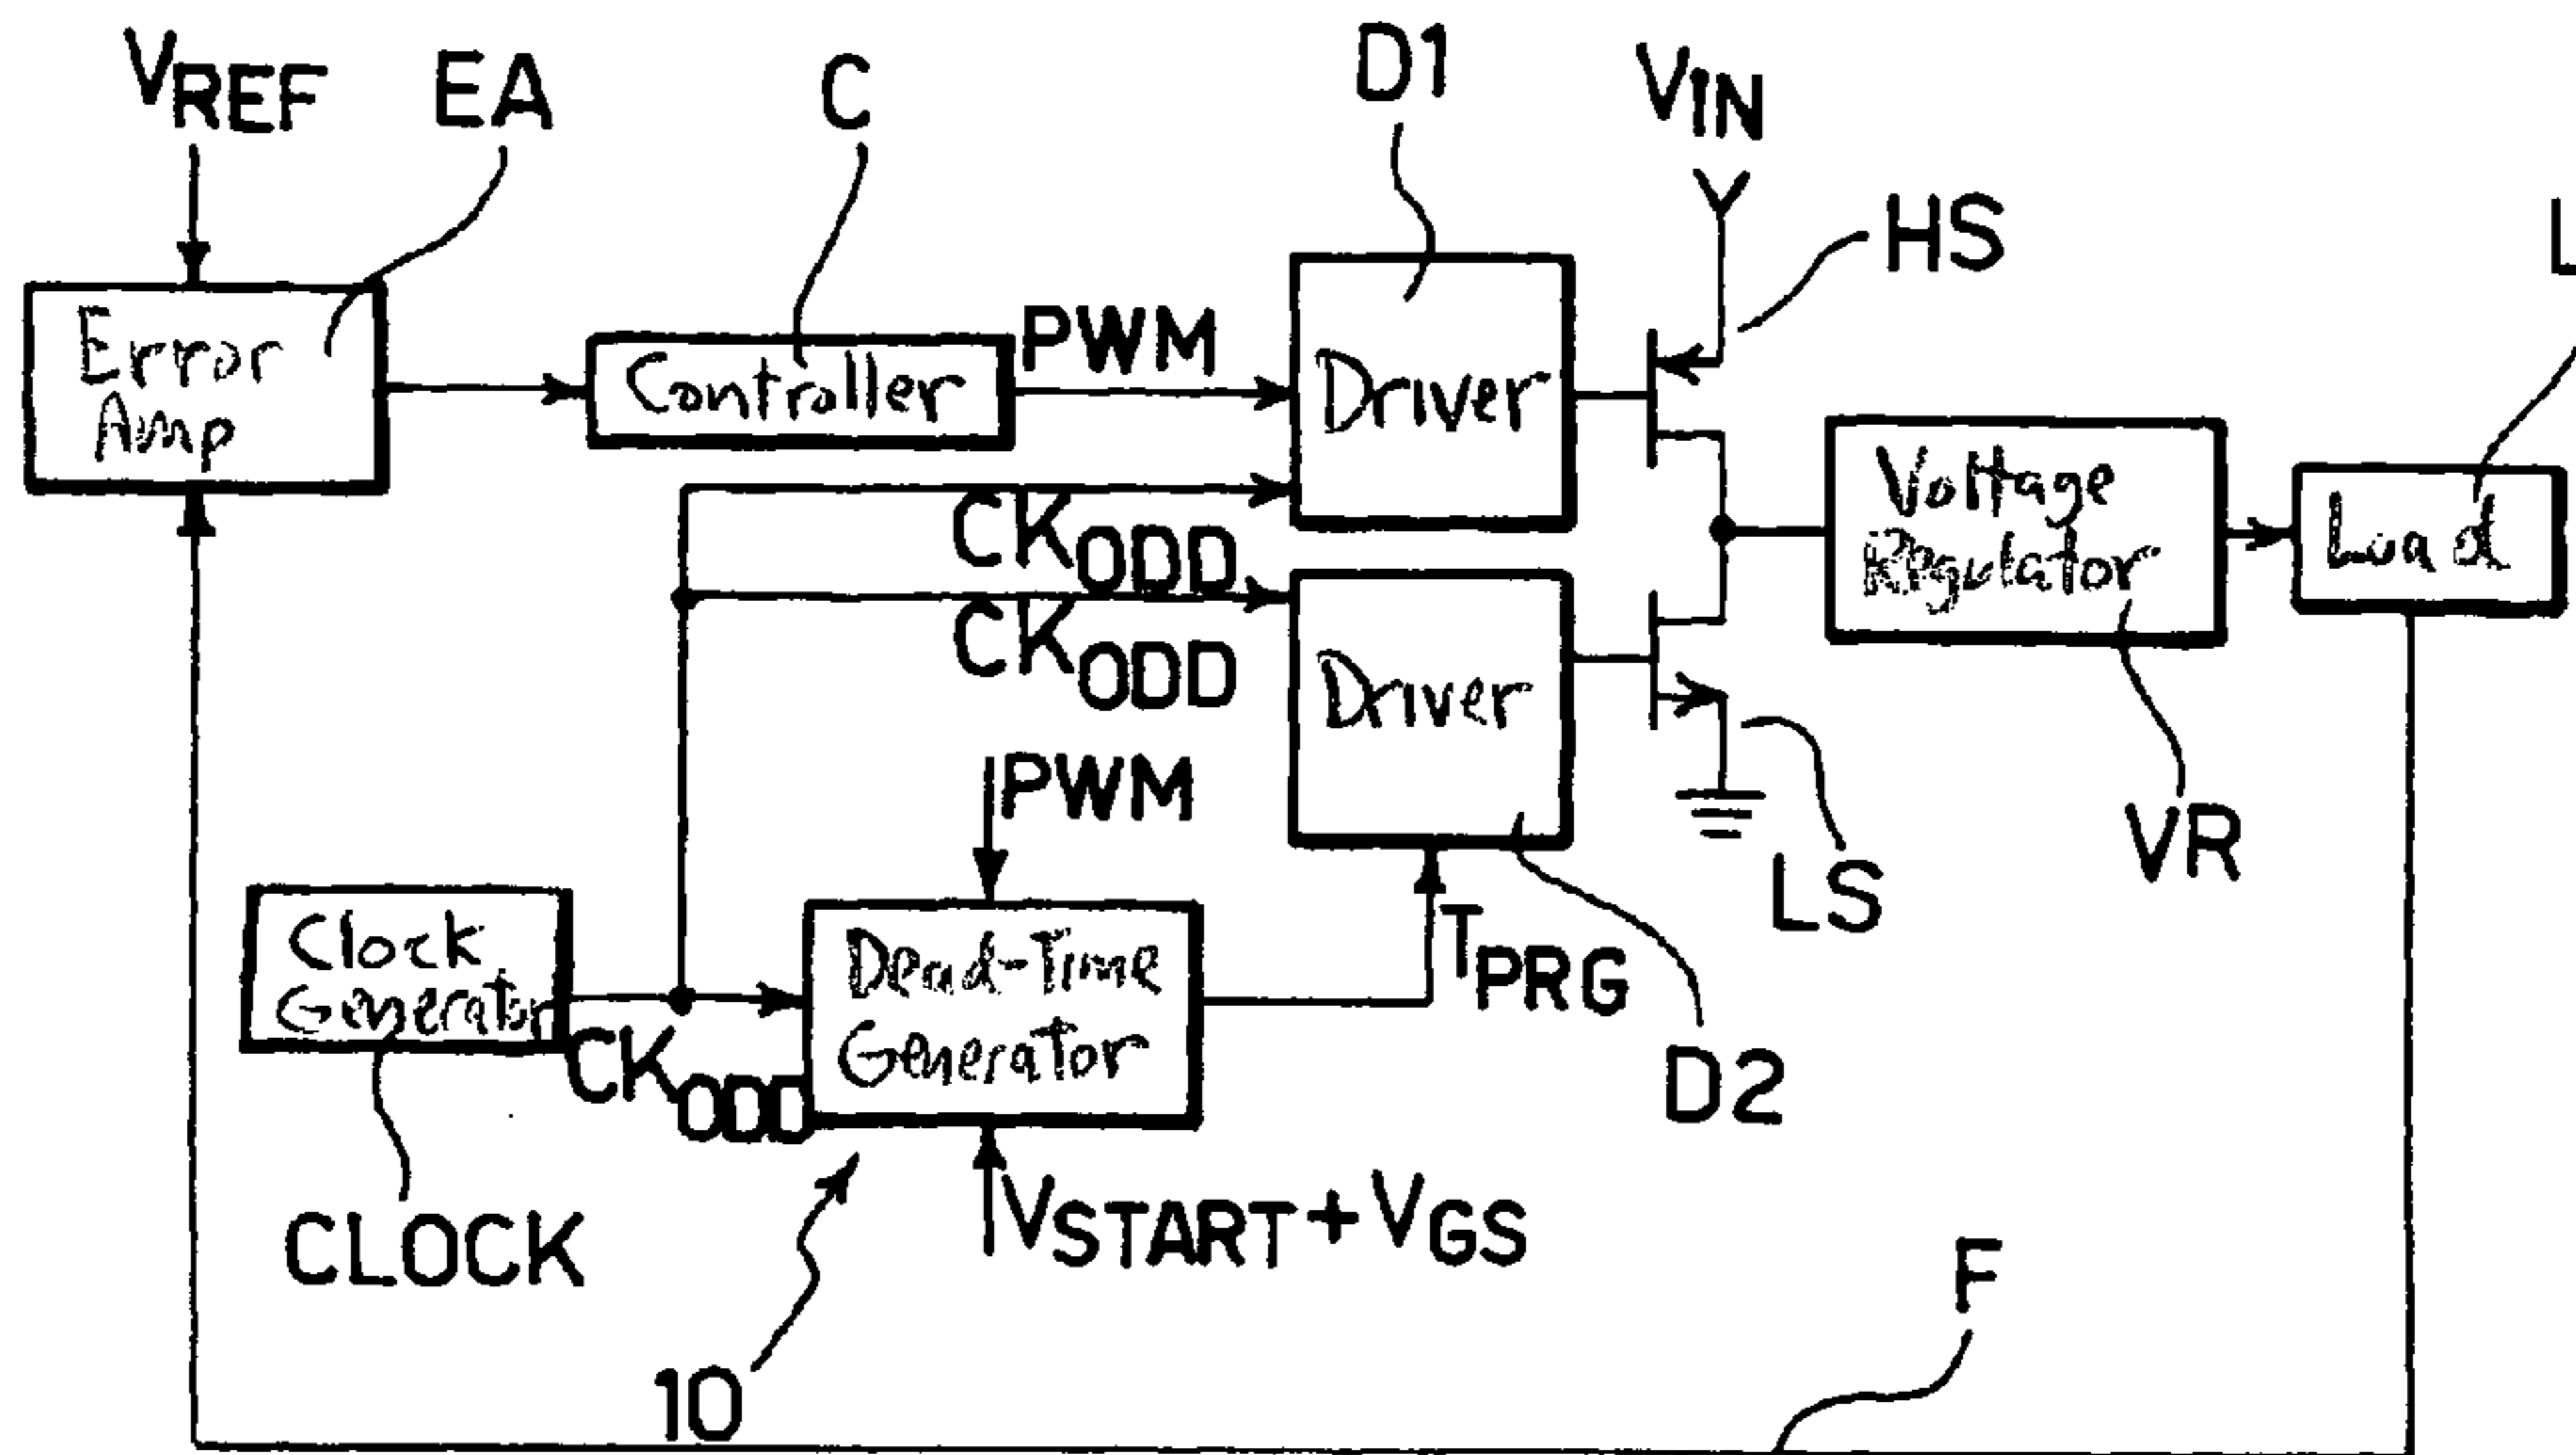 VREF
EA
C
D1
VIN
HS
L
Error
Amp
Controller
PWM
Driver
CKODD
CKODD
Voltage
Regulator
Load
Driver
PWM
LS
VR
Clock
Generator
CKODD
Dead-Time
Generator
TPRG
D2
CLOCK
VSTART + VGS
10
F